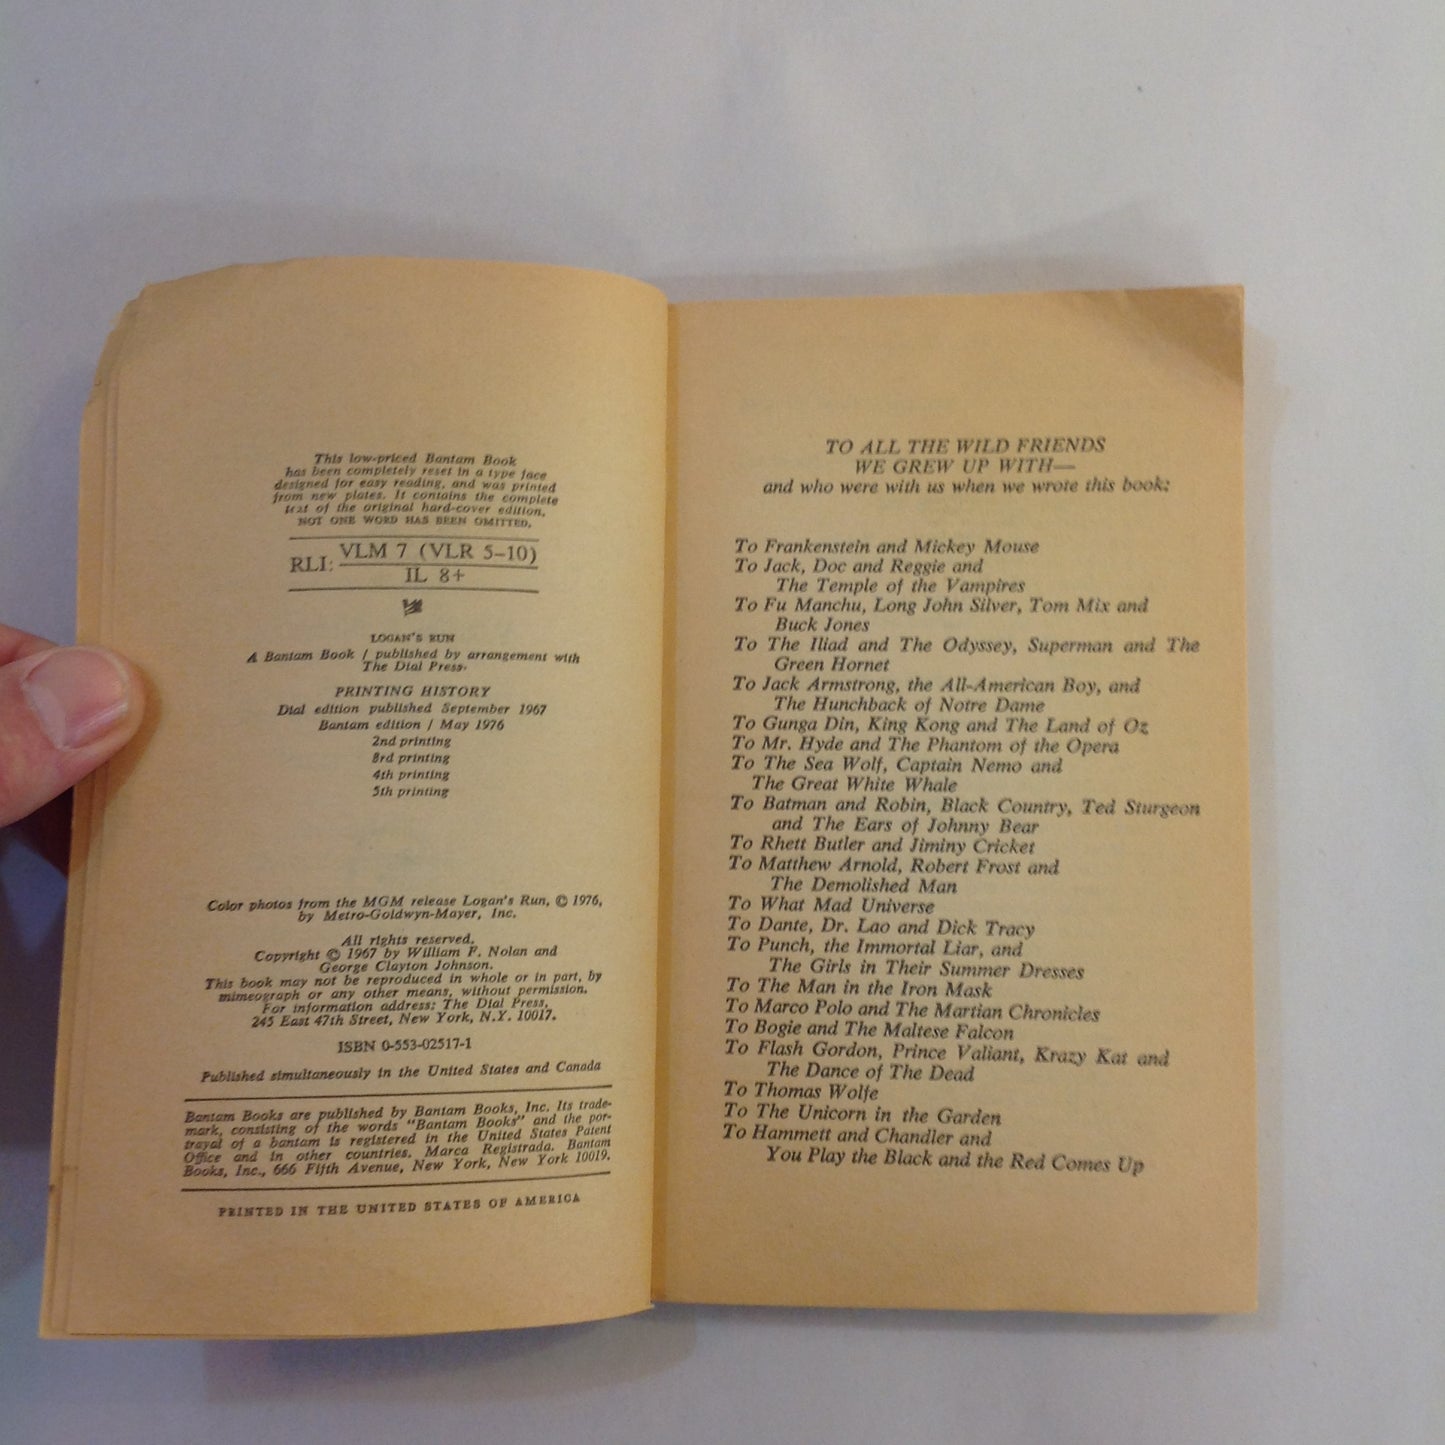 This low-priced Bantam Book
has been completely reset in a type face
designed for easy reading, and was printed
from new plates. It contains the complete
text of the original hard-cover edition.
NOT ONE WORD HAS BEEN OMITTED.
RLI: VLM 7 (VLR 5–10)
IL 8+
LOGAN'S RUN
A Bantam Book / published by arrangement with
The Dial Press.
PRINTING HISTORY
Dial edition published September 1967
Bantam edition / May 1976
2nd printing
3rd printing
4th printing
5th printing
Color photos from the MGM release Logan's Run, © 1976,
by Metro-Goldwyn-Mayer, Inc.
All rights reserved.
Copyright © 1967 by William F. Nolan and
George Clayton Johnson.
This book may not be reproduced in whole or in part, by
mimeograph or any other means, without permission.
For information address: The Dial Press,
245 East 47th Street, New York, N.Y. 10017.
ISBN 0-553-02517-1
Published simultaneously in the United States and Canada
Bantam Books are published by Bantam Books, Inc. Its trade-
mark, consisting of the words "Bantam Books" and the por-
trayal of a bantam is registered in the United States Patent
Office and in other countries. Marca Registrada. Bantam
Books, Inc., 666 Fifth Avenue, New York, New York 10019.
PRINTED IN THE UNITED STATES OF AMERICA
TO ALL THE WILD FRIENDS
WE GREW UP WITH—
and who were with us when we wrote this book:
To Frankenstein and Mickey Mouse
To Jack, Doc and Reggie and
The Temple of the Vampires
To Fu Manchu, Long John Silver, Tom Mix and
Buck Jones
To The Iliad and The Odyssey, Superman and The
Green Hornet
To Jack Armstrong, the All-American Boy, and
The Hunchback of Notre Dame
To Gunga Din, King Kong and The Land of Oz
To Mr. Hyde and The Phantom of the Opera
To The Sea Wolf, Captain Nemo and
The Great White Whale
To Batman and Robin, Black Country, Ted Sturgeon
and The Ears of Johnny Bear
To Rhett Butler and Jiminy Cricket
To Matthew Arnold, Robert Frost and
The Demolished Man
To What Mad Universe
To Dante, Dr. Lao and Dick Tracy
To Punch, the Immortal Liar, and
The Girls in Their Summer Dresses
To The Man in the Iron Mask
To Marco Polo and The Martian Chronicles
To Bogie and The Maltese Falcon
To Flash Gordon, Prince Valiant, Krazy Kat and
The Dance of The Dead
To Thomas Wolfe
To The Unicorn in the Garden
To Hammett and Chandler and
You Play the Black and the Red Comes Up